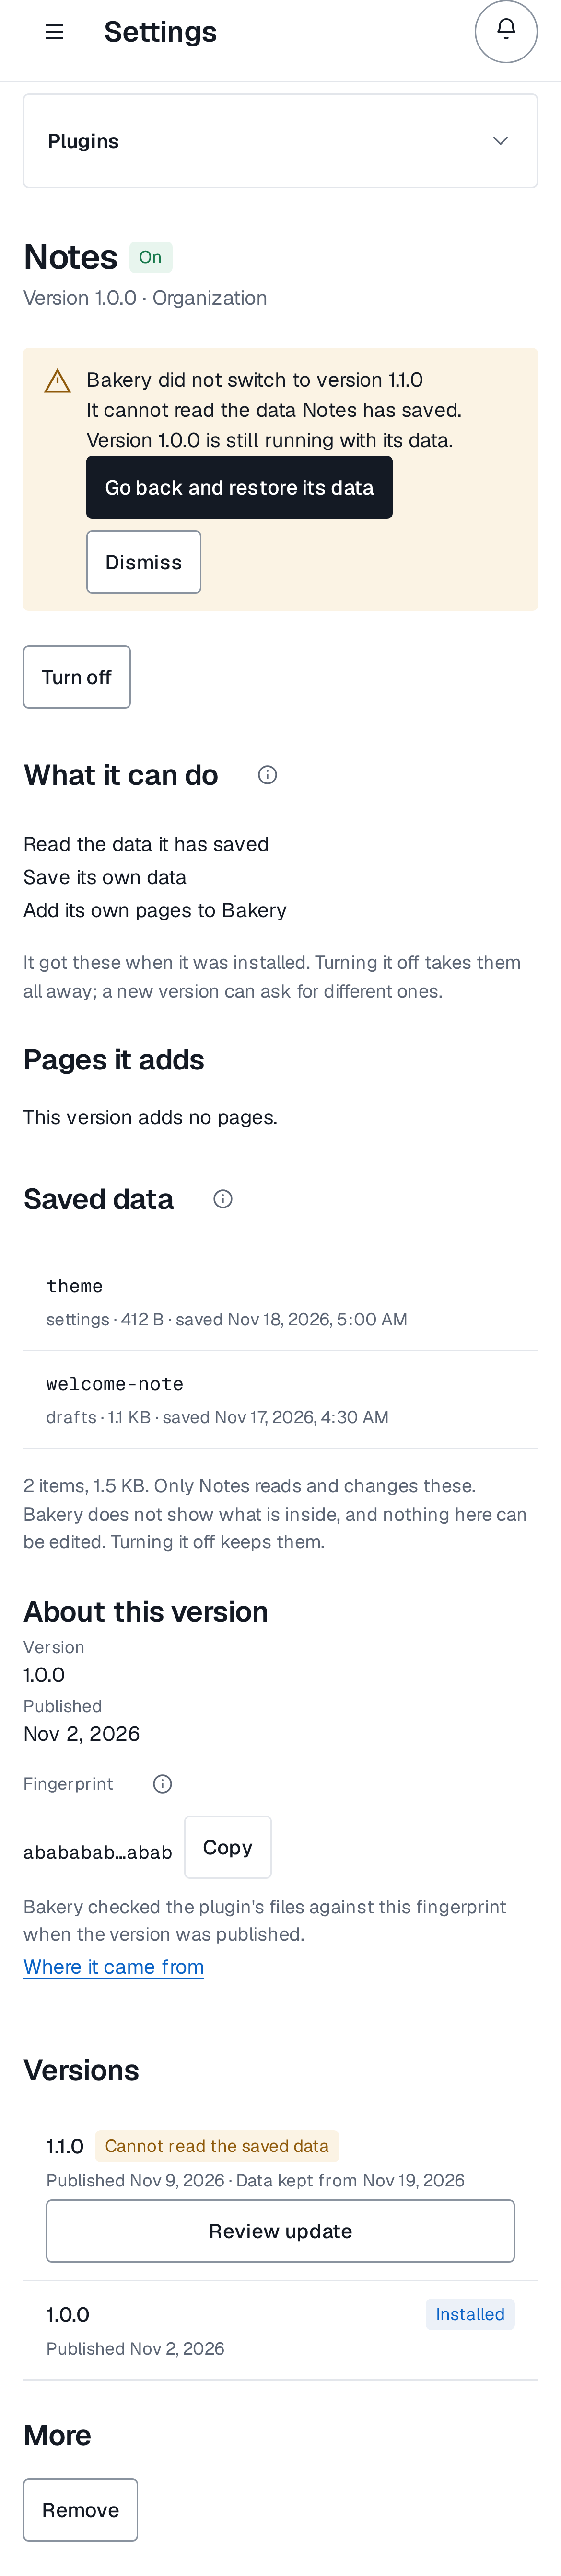 Settings
Plugins
Notes On
Version 1.0.0 · Organization
Bakery did not switch to version 1.1.0
It cannot read the data Notes has saved.
Version 1.0.0 is still running with its data.
Go back and restore its data
Dismiss
Turn off
What it can do
Read the data it has saved
Save its own data
Add its own pages to Bakery
It got these when it was installed. Turning it off takes them
all away; a new version can ask for different ones.
Pages it adds
This version adds no pages.
Saved data
theme
settings · 412 B · saved Nov 18, 2026, 5:00 AM
welcome-note
drafts · 1.1 KB · saved Nov 17, 2026, 4:30 AM
2 items, 1.5 KB. Only Notes reads and changes these.
Bakery does not show what is inside, and nothing here can
be edited. Turning it off keeps them.
About this version
Version
1.0.0
Published
Nov 2, 2026
Fingerprint
abababab…abab Copy
Bakery checked the plugin's files against this fingerprint
when the version was published.
Where it came from
Versions
1.1.0 Cannot read the saved data
Published Nov 9, 2026 · Data kept from Nov 19, 2026
Review update
1.0.0 Installed
Published Nov 2, 2026
More
Remove